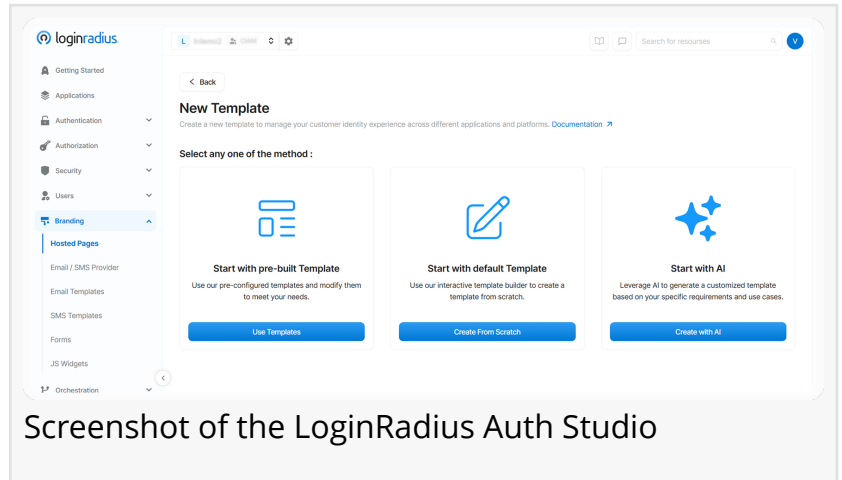 loginradius
L
Search for resourses
V
Getting Started
Applications
Authentication
Authorization
Security
Users
Branding
Hosted Pages
Email / SMS Provider
Email Templates
SMS Templates
Forms
JS Widgets
Orchestration
Back
New Template
Create a new template to manage your customer identity experience across different applications and platforms. Documentation
Select any one of the method :
Start with pre-built Template
Use our pre-configured templates and modify them
to meet your needs.
Use Templates
Start with default Template
Use our interactive template builder to create a
template from scratch.
Create From Scratch
Start with AI
Leverage AI to generate a customized template
based on your specific requirements and use cases.
Create with AI
Screenshot of the LoginRadius Auth Studio